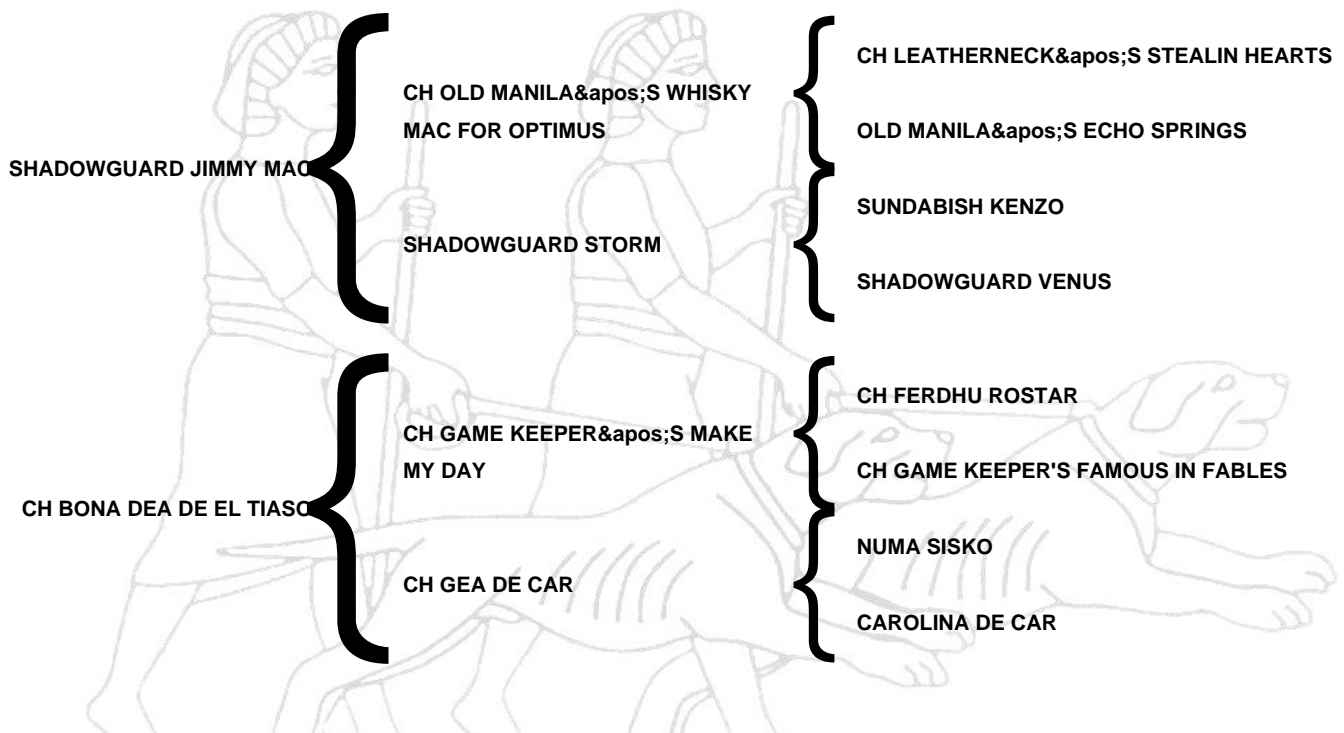 SHADOWGUARD JIMMY MAC
CH OLD MANILA&apos;S WHISKY
MAC FOR OPTIMUS
CH LEATHERNECK&apos;S STEALIN HEARTS
OLD MANILA&apos;S ECHO SPRINGS
SHADOWGUARD STORM
SUNDABISH KENZO
SHADOWGUARD VENUS
CH BONA DEA DE EL TIASO
CH GAME KEEPER&apos;S MAKE
MY DAY
CH FERDHU ROSTAR
CH GAME KEEPER'S FAMOUS IN FABLES
CH GEA DE CAR
NUMA SISKO
CAROLINA DE CAR